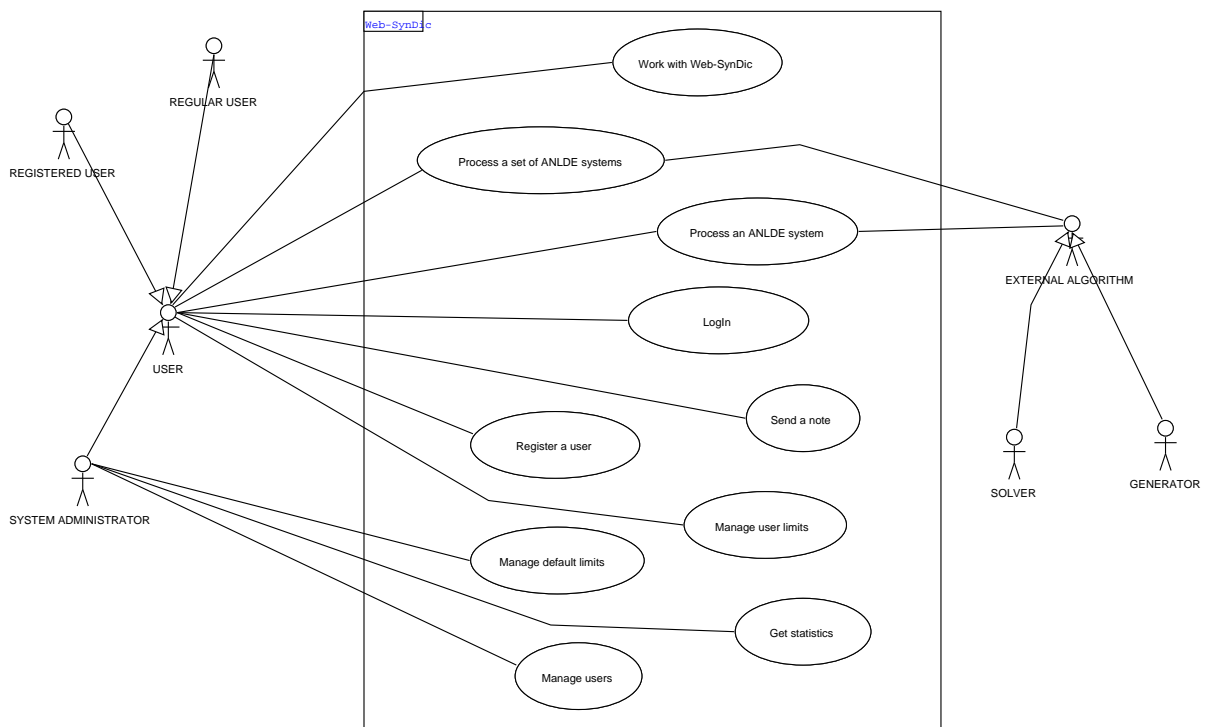 Web-SynDic
Work with Web-SynDic
REGULAR USER
REGISTERED USER
Process a set of ANLDE systems
Process an ANLDE system
EXTERNAL ALGORITHM
LogIn
USER
Send a note
Register a user
SOLVER
GENERATOR
SYSTEM ADMINISTRATOR
Manage user limits
Manage default limits
Get statistics
Manage users